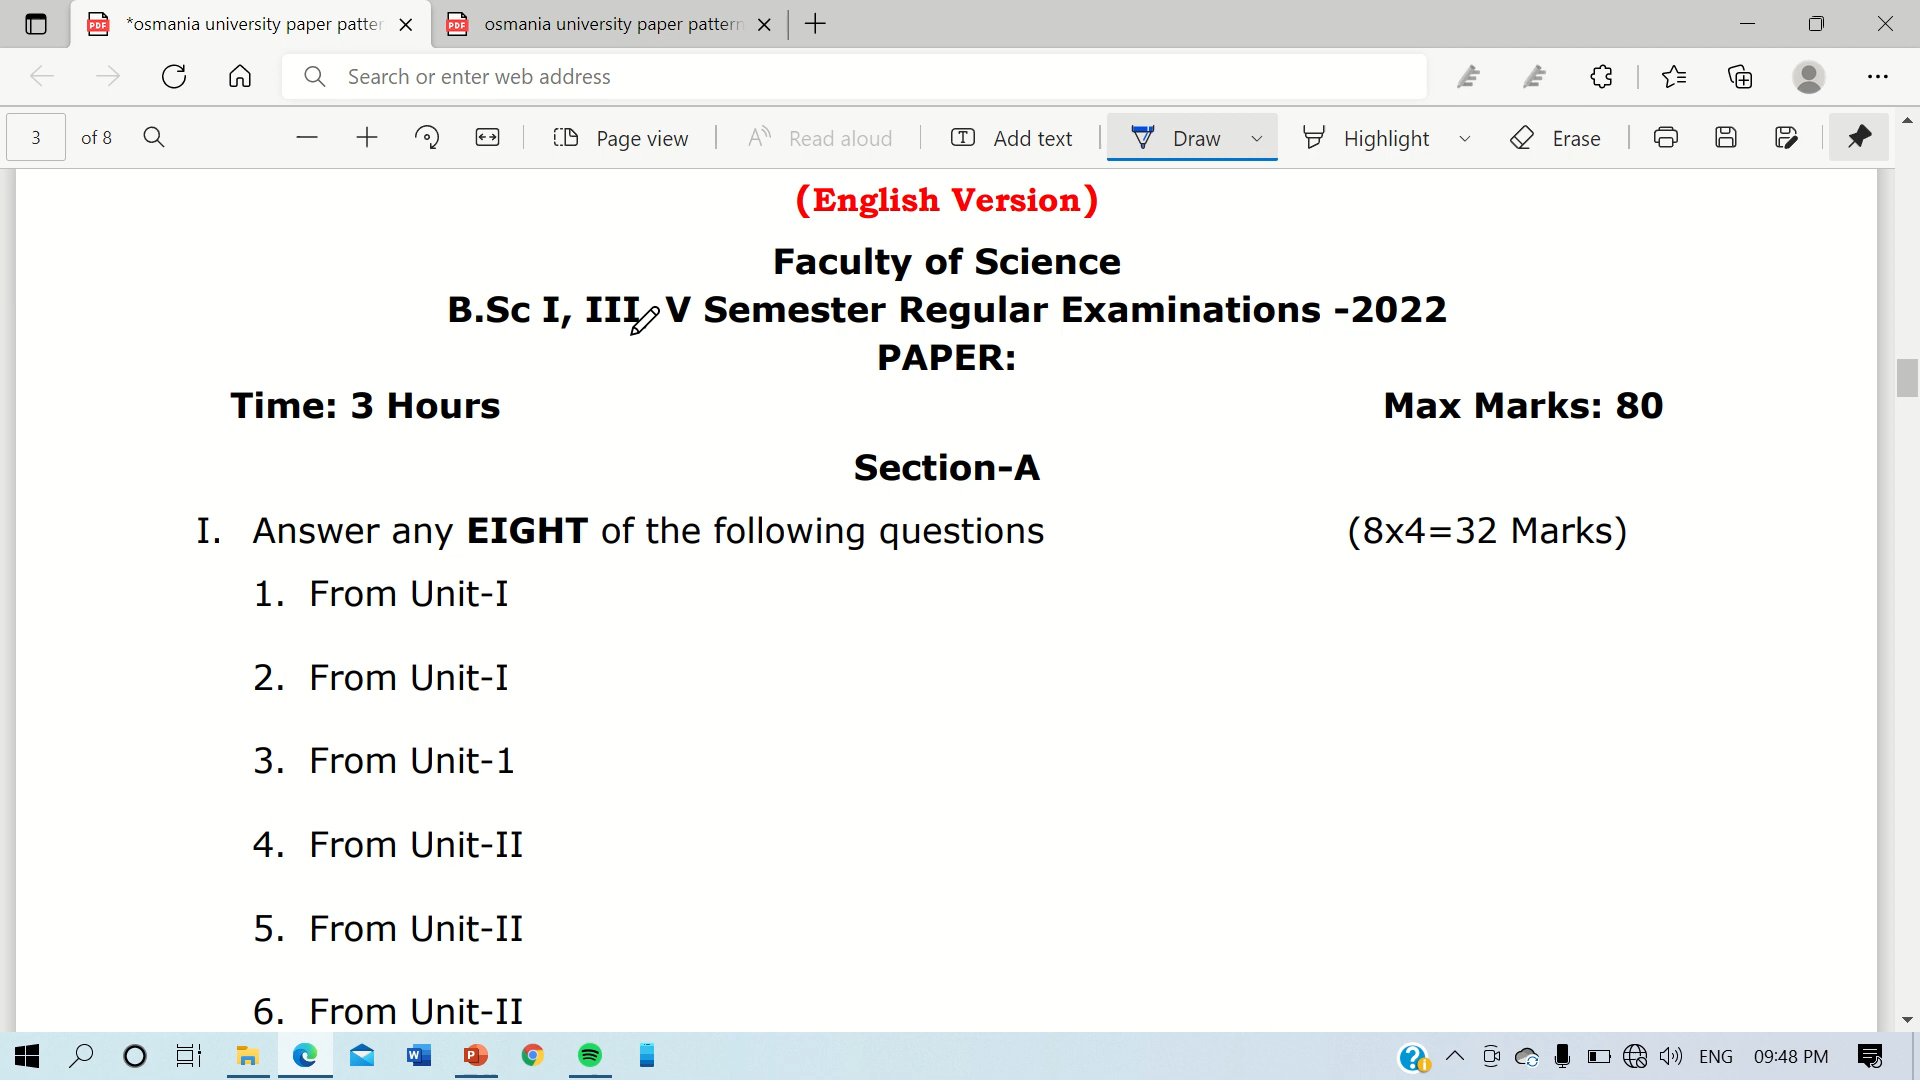 *osmania university paper patter
osmania university paper pattern
Search or enter web address
3 of 8
Page view
Read aloud
Add text
Draw
Highlight
Erase
(English Version)
Faculty of Science
B.Sc I, III, V Semester Regular Examinations -2022
PAPER:
Time: 3 Hours Max Marks: 80
Section-A
I. Answer any EIGHT of the following questions (8x4=32 Marks)
1. From Unit-I
2. From Unit-I
3. From Unit-1
4. From Unit-II
5. From Unit-II
6. From Unit-II
ENG 09:48 PM